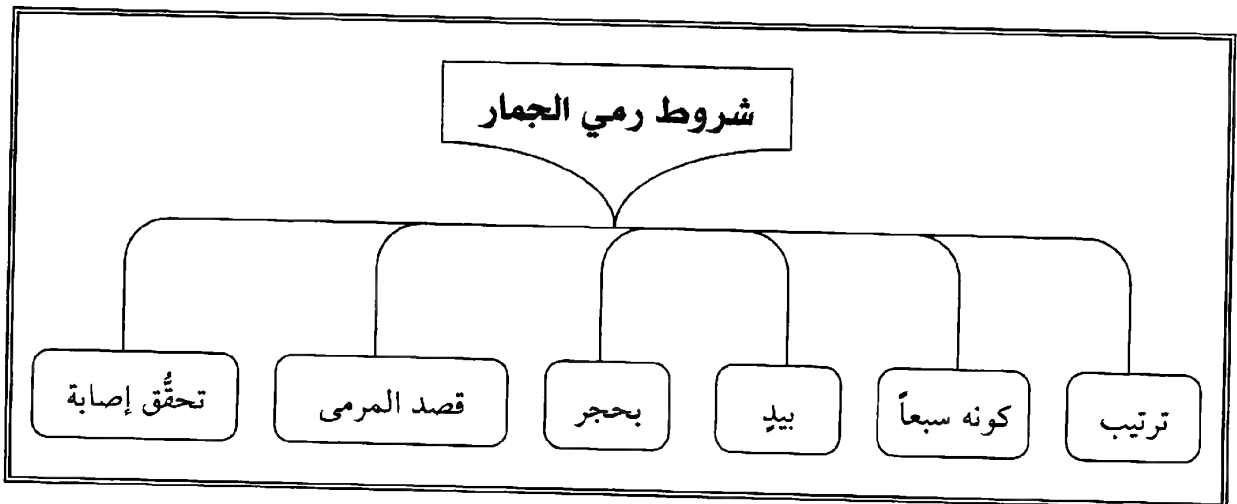 شروط رمي الجمار
ترتيب
كونه سبعاً
بيدٍ
بحجر
قصد المرمى
تحقُّق إصابة